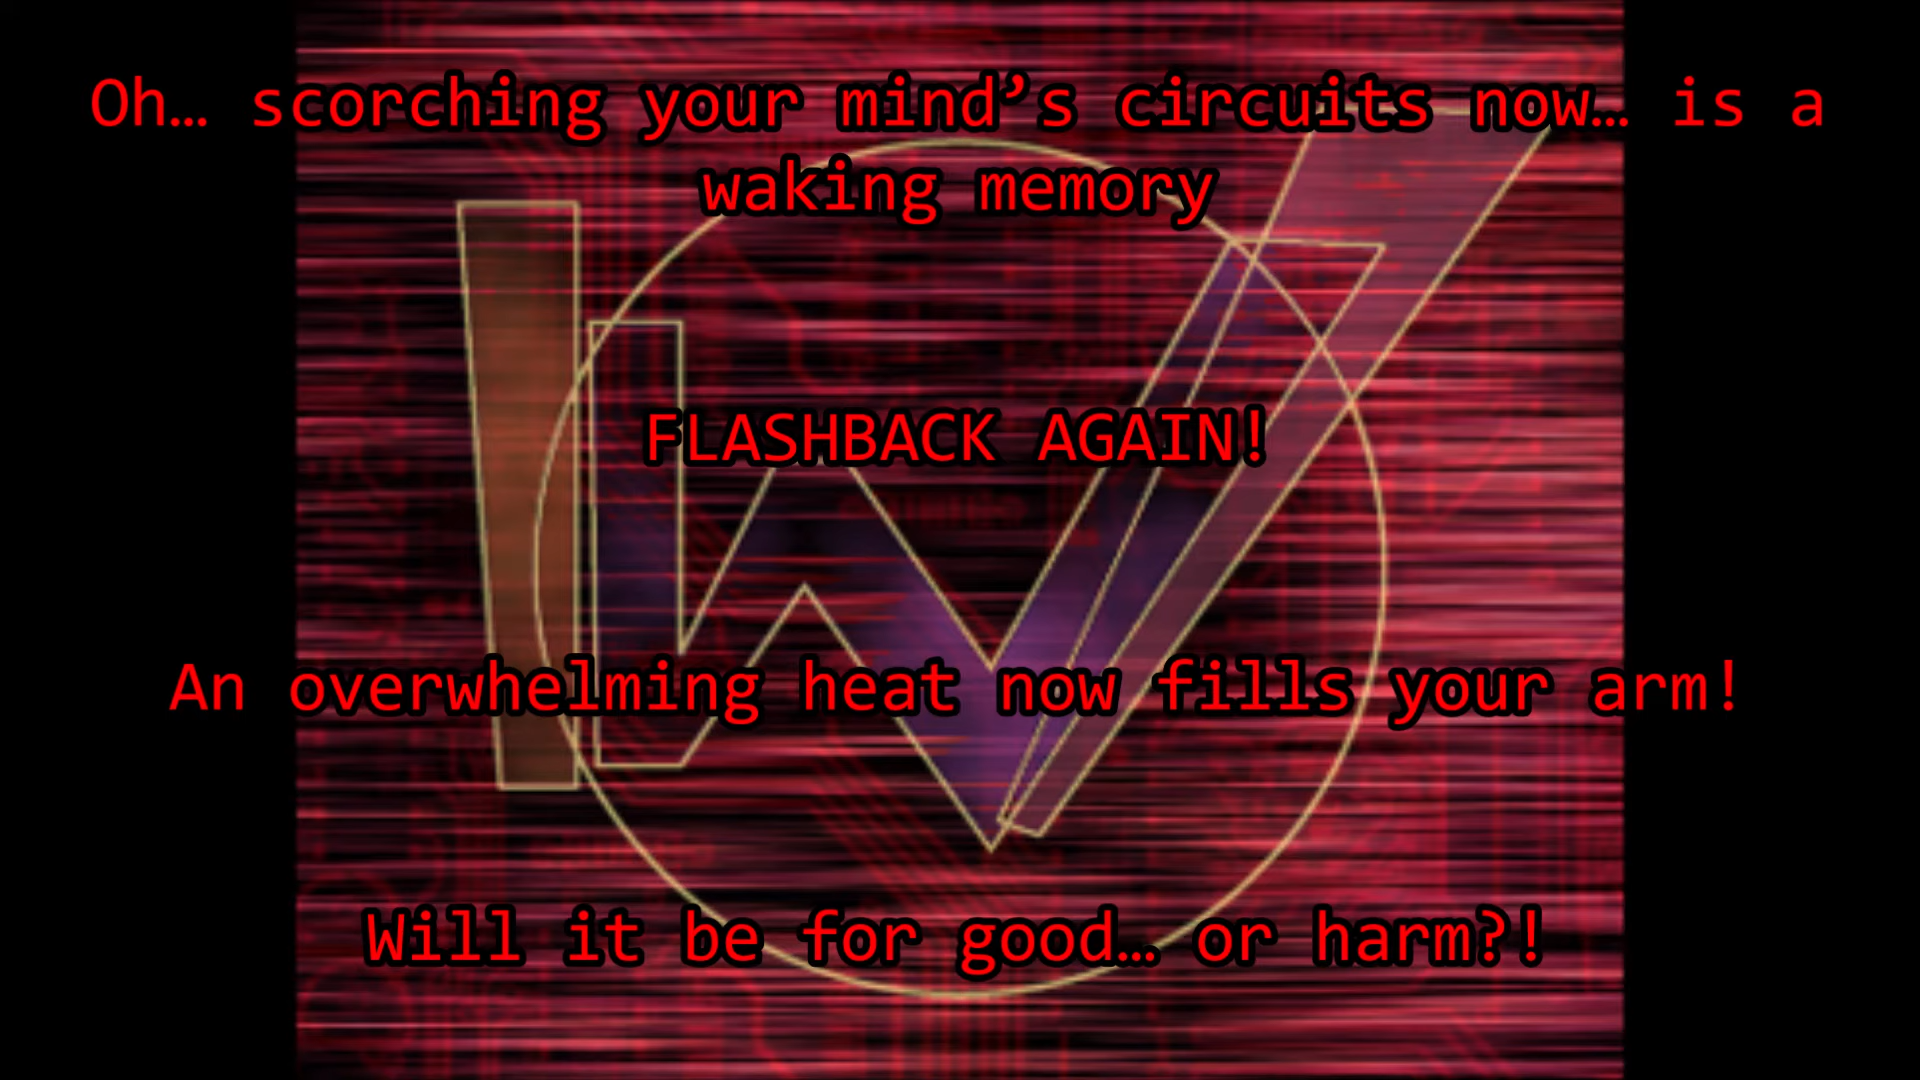 Oh… scorching your mind’s circuits now… is a
waking memory
FLASHBACK AGAIN!
An overwhelming heat now fills your arm!
Will it be for good… or harm?!